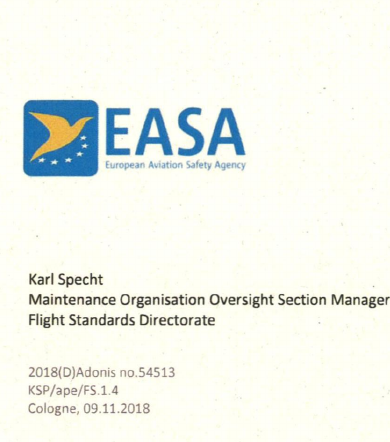 EASA
European Aviation Safety Agency
Karl Specht
Maintenance Organisation Oversight Section Manager
Flight Standards Directorate
2018(D)Adonis no.54513
KSP/ape/FS.1.4
Cologne, 09.11.2018